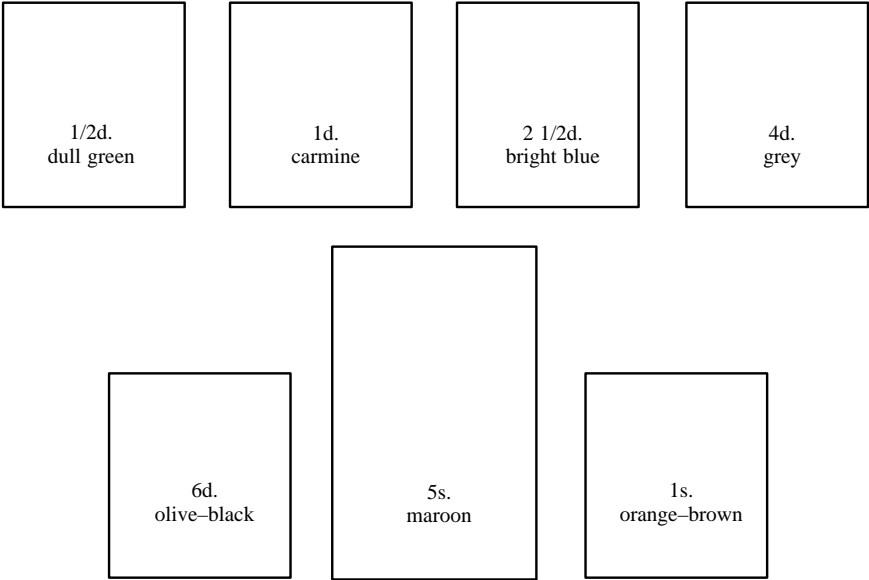 1/2d.
dull green
1d.
carmine
2 1/2d.
bright blue
4d.
grey
6d.
olive–black
5s.
maroon
1s.
orange–brown